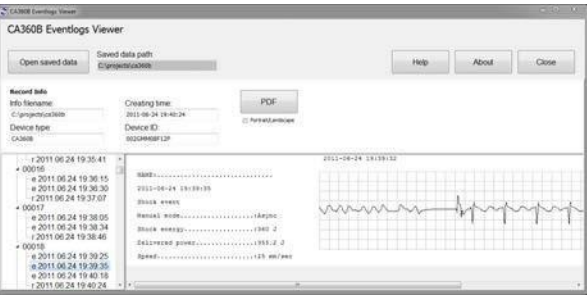 CA360B Eventlogs Viewer
CA360B Eventlogs Viewer
Open saved data
Saved data path
C:\projects\ca360b
Help
About
Close
Record Info
Info filename:
C:\projects\ca360b
Creating time:
2011-06-24 19:40:24
PDF
Portrait/Landscape
Device type:
CA360B
Device ID:
r 2011.06.24 19:35:41
00016
e 2011.06.24 19:36:15
e 2011.06.24 19:36:30
r 2011.06.24 19:37:07
00017
e 2011.06.24 19:38:05
e 2011.06.24 19:38:34
r 2011.06.24 19:38:46
00018
e 2011.06.24 19:39:25
e 2011.06.24 19:39:35
e 2011.06.24 19:40:18
r 2011.06.24 19:40:24
NAME:
2011-06-24 19:39:35
Shock event
Manual mode:Async
Shock energy:360 J
Delivered power
Speed:25 mm/sec
2011-06-24 19:39:32